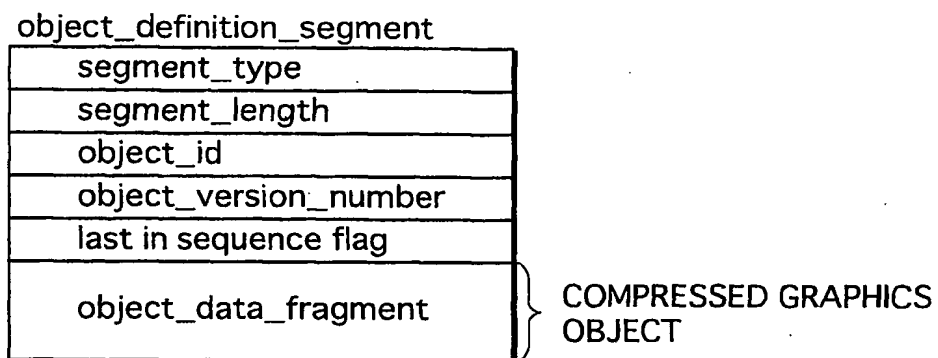 object_definition_segment
segment_type
segment_length
object_id
object_version_number
last in sequence flag
object_data_fragment
COMPRESSED GRAPHICS
OBJECT